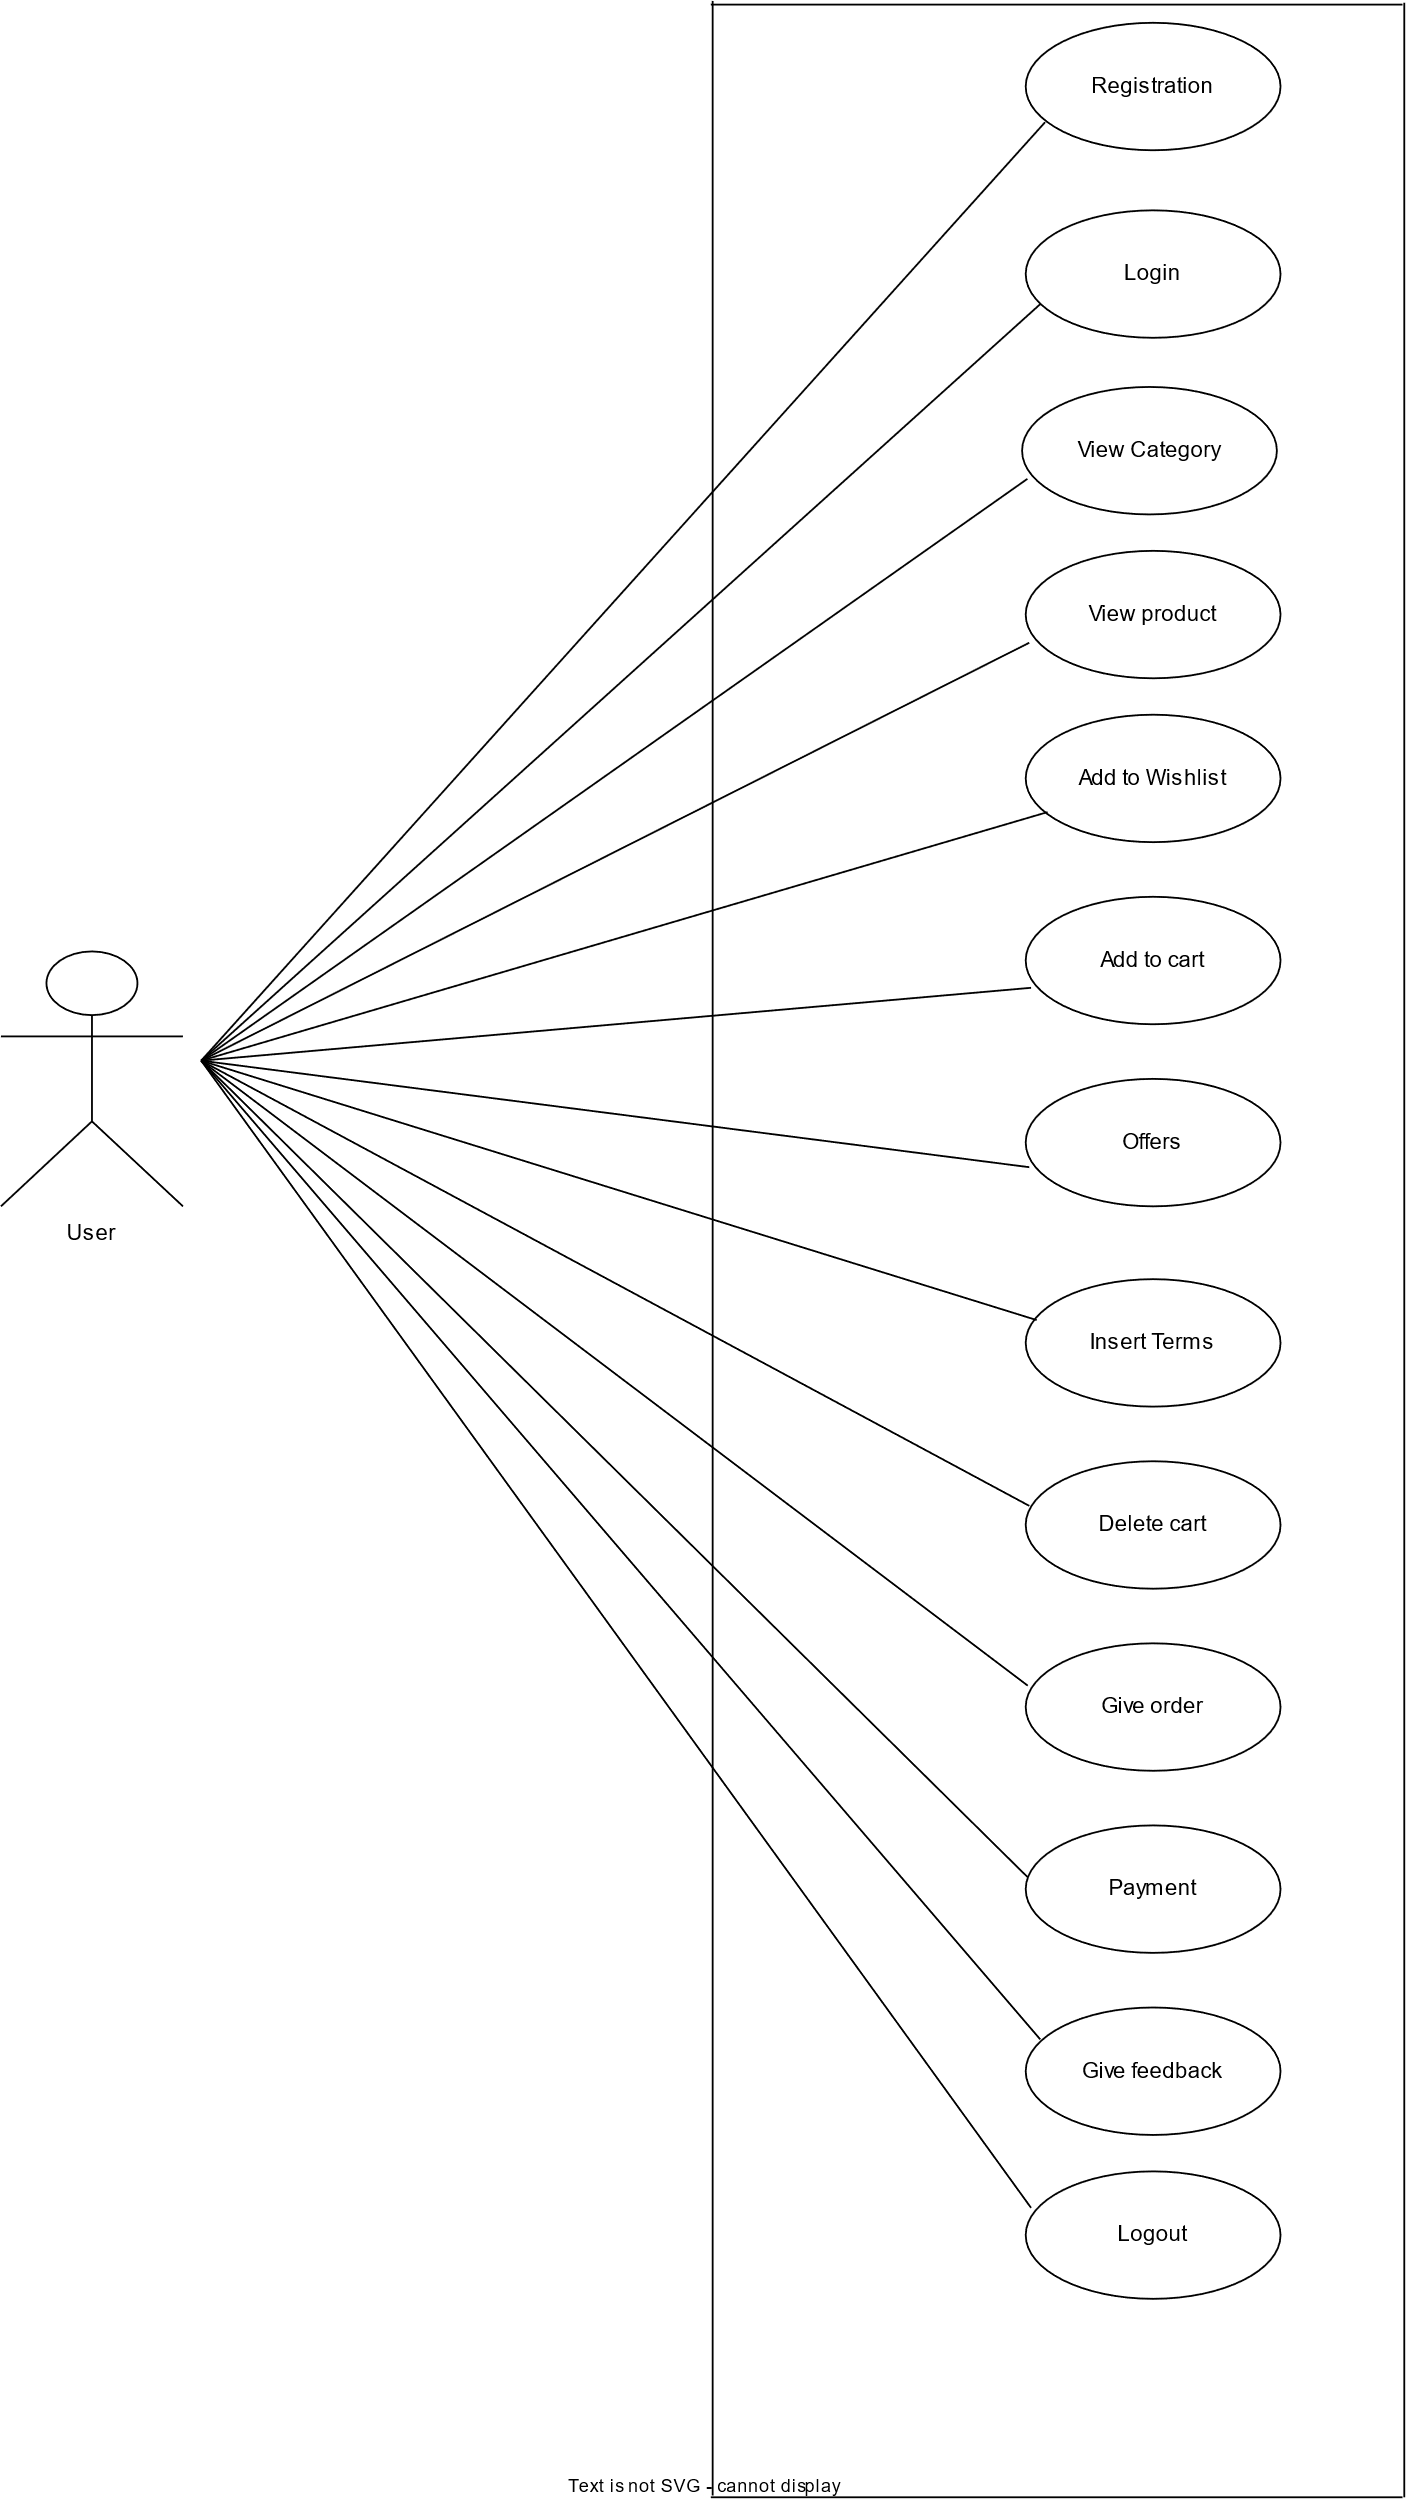 Registration
Login
View Category
View product
Add to Wishlist
Add to cart
Offers
Insert Terms
Delete cart
Give order
Payment
Give feedback
Logout
User
Text is not SVG - cannot display